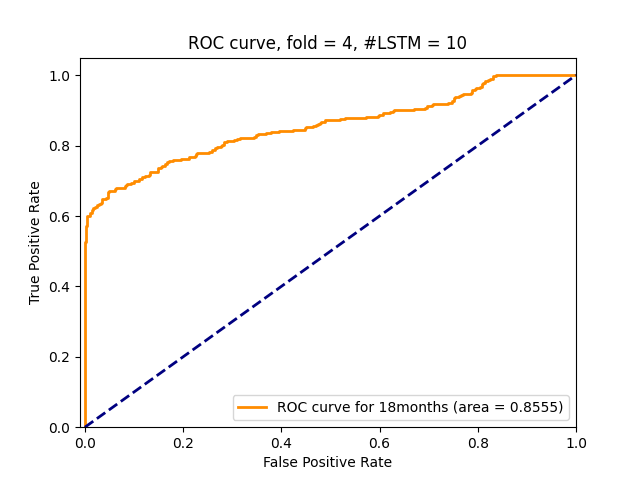 ROC curve, fold = 4, #LSTM = 10
True Positive Rate
1.0
0.8
0.6
0.4
0.2
0.0
ROC curve for 18months (area = 0.8555)
0.0 0.2 0.4 0.6 0.8 1.0
False Positive Rate